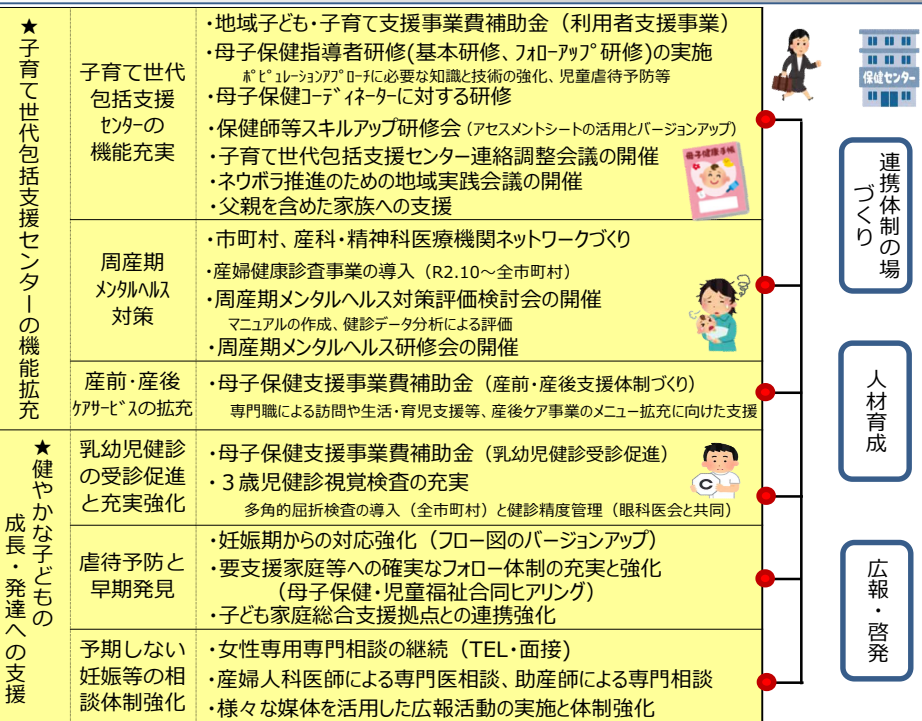 ★子育て世代包括支援センターの機能拡充
子育て世代
包括支援
ｾﾝﾀｰの
機能充実
・地域子ども・子育て支援事業費補助金（利用者支援事業）
・母子保健指導者研修(基本研修、ﾌｫﾛｰｱｯﾌﾟ研修)の実施
ﾎﾟﾋﾟｭﾚｰｼｮﾝｱﾌﾟﾛｰﾁに必要な知識と技術の強化、児童虐待予防等
・母子保健ｺｰﾃﾞｨﾈｰﾀｰに対する研修
・保健師等スキルアップ研修会（アセスメントシートの活用とバージョンアップ）
・子育て世代包括支援センター連絡調整会議の開催
・ネウボラ推進のための地域実践会議の開催
・父親を含めた家族への支援
母子健康手帳
周産期
ﾒﾝﾀﾙﾍﾙｽ
対策
・市町村、産科・精神科医療機関ネットワークづくり
・産婦健康診査事業の導入（R2.10～全市町村）
・周産期メンタルヘルス対策評価検討会の開催
マニュアルの作成、健診データ分析による評価
・周産期メンタルヘルス研修会の開催
産前・産後
ｹｱｻｰﾋﾞｽの拡充
・母子保健支援事業費補助金（産前・産後支援体制づくり）
専門職による訪問や生活・育児支援等、産後ケア事業のメニュー拡充に向けた支援
★健やかな子どもの
成長・発達への支援
乳幼児健診
の受診促進
と充実強化
・母子保健支援事業費補助金（乳幼児健診受診促進）
・３歳児健診視覚検査の充実
多角的屈折検査の導入（全市町村）と健診精度管理（眼科医会と共同）
C
虐待予防と
早期発見
・妊娠期からの対応強化（フロー図のバージョンアップ）
・要支援家庭等への確実なフォロー体制の充実と強化
（母子保健・児童福祉合同ヒアリング）
・子ども家庭総合支援拠点との連携強化
予期しない
妊娠等の相
談体制強化
・女性専用専門相談の継続（TEL・面接)
・産婦人科医師による専門医相談、助産師による専門相談
・様々な媒体を活用した広報活動の実施と体制強化
保健センター
連携体制の場
づくり
人材育成
広報・啓発